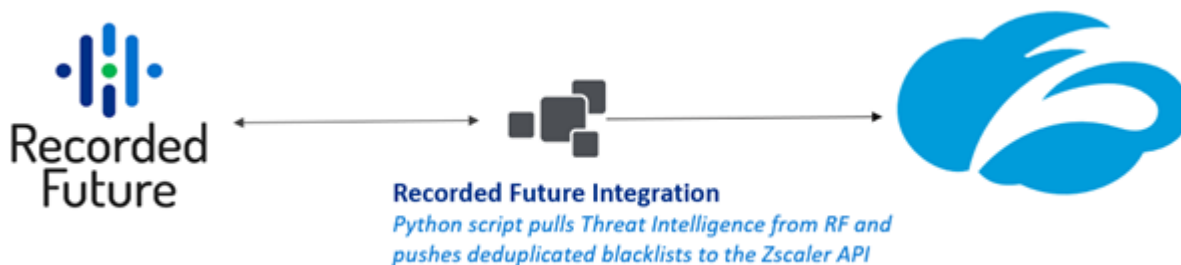 Recorded
Future
Recorded Future Integration
Python script pulls Threat Intelligence from RF and
pushes deduplicated blacklists to the Zscaler API